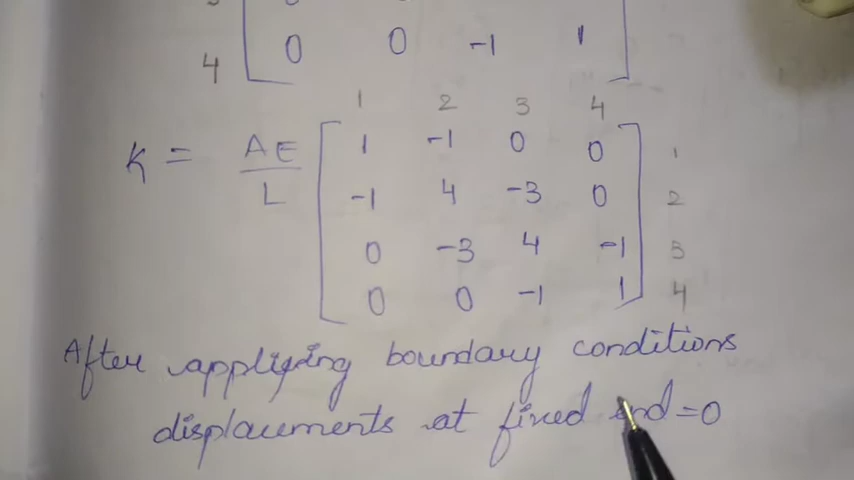 4 0 0 -1 1
1 2 3 4
K = AE/L
1 -1 0 0 1
-1 4 -3 0 2
0 -3 4 -1 3
0 0 -1 1 4
After applying boundary conditions
displacements at fixed end = 0